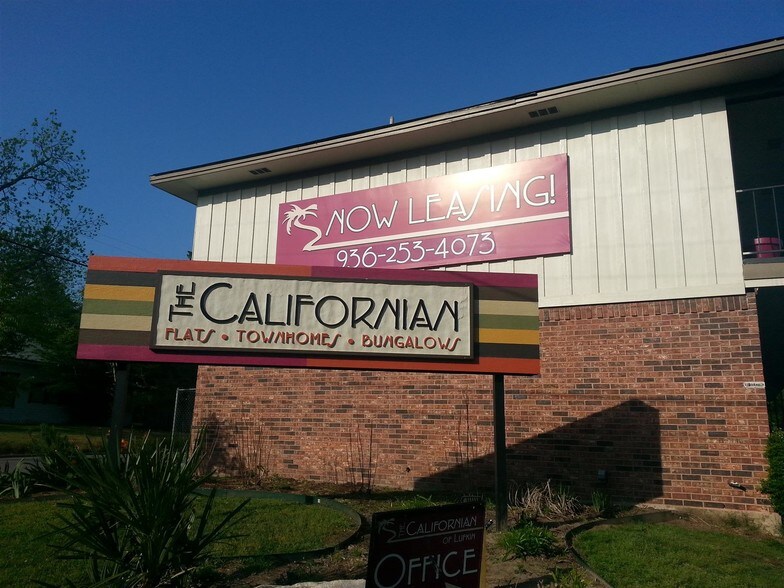 NOW LEASING!
936-253-4073
THE CALIFORNIAN
FLATS • TOWNHOMES • BUNGALOWS
THE CALIFORNIAN
OF LUFKIN
OFFICE